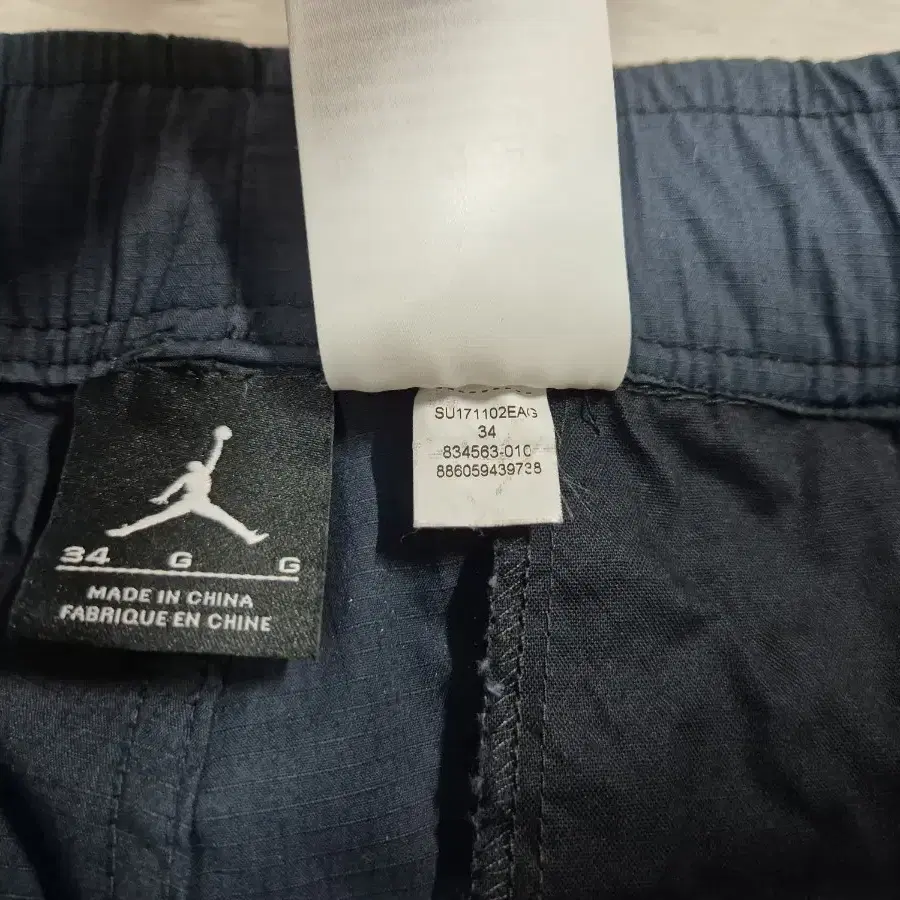 34 G G
MADE IN CHINA
FABRIQUE EN CHINE
SU171102EAG
34
834563-010
886059439738